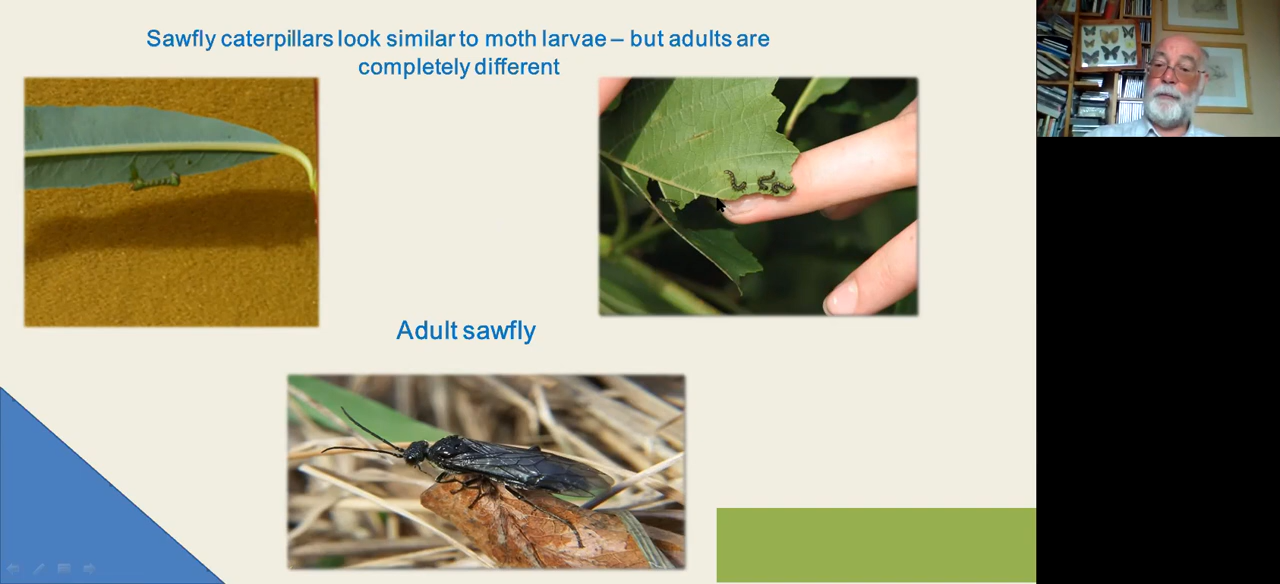 Sawfly caterpillars look similar to moth larvae – but adults are
completely different
Adult sawfly